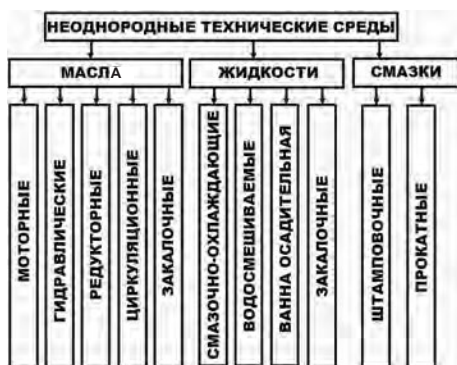 НЕОДНОРОДНЫЕ ТЕХНИЧЕСКИЕ СРЕДЫ
МАСЛА
ЖИДКОСТИ
СМАЗКИ
МОТОРНЫЕ
ГИДРАВЛИЧЕСКИЕ
РЕДУКТОРНЫЕ
ЦИРКУЛЯЦИОННЫЕ
ЗАКАЛОЧНЫЕ
СМАЗОЧНО-ОХЛАЖДАЮЩИЕ
ВОДОСМЕШИВАЕМЫЕ
ВАННА ОСАДИТЕЛЬНАЯ
ЗАКАЛОЧНЫЕ
ШТАМПОВОЧНЫЕ
ПРОКАТНЫЕ